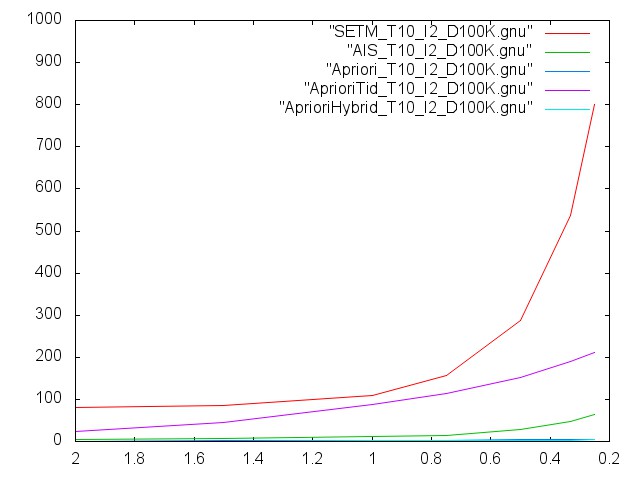 1000
900
800
700
600
500
400
300
200
100
0
"SETM_T10_I2_D100K.gnu"
"AIS_T10_I2_D100K.gnu"
"Apriori_T10_I2_D100K.gnu"
"AprioriTid_T10_I2_D100K.gnu"
"AprioriHybrid_T10_I2_D100K.gnu"
2 1.8 1.6 1.4 1.2 1 0.8 0.6 0.4 0.2